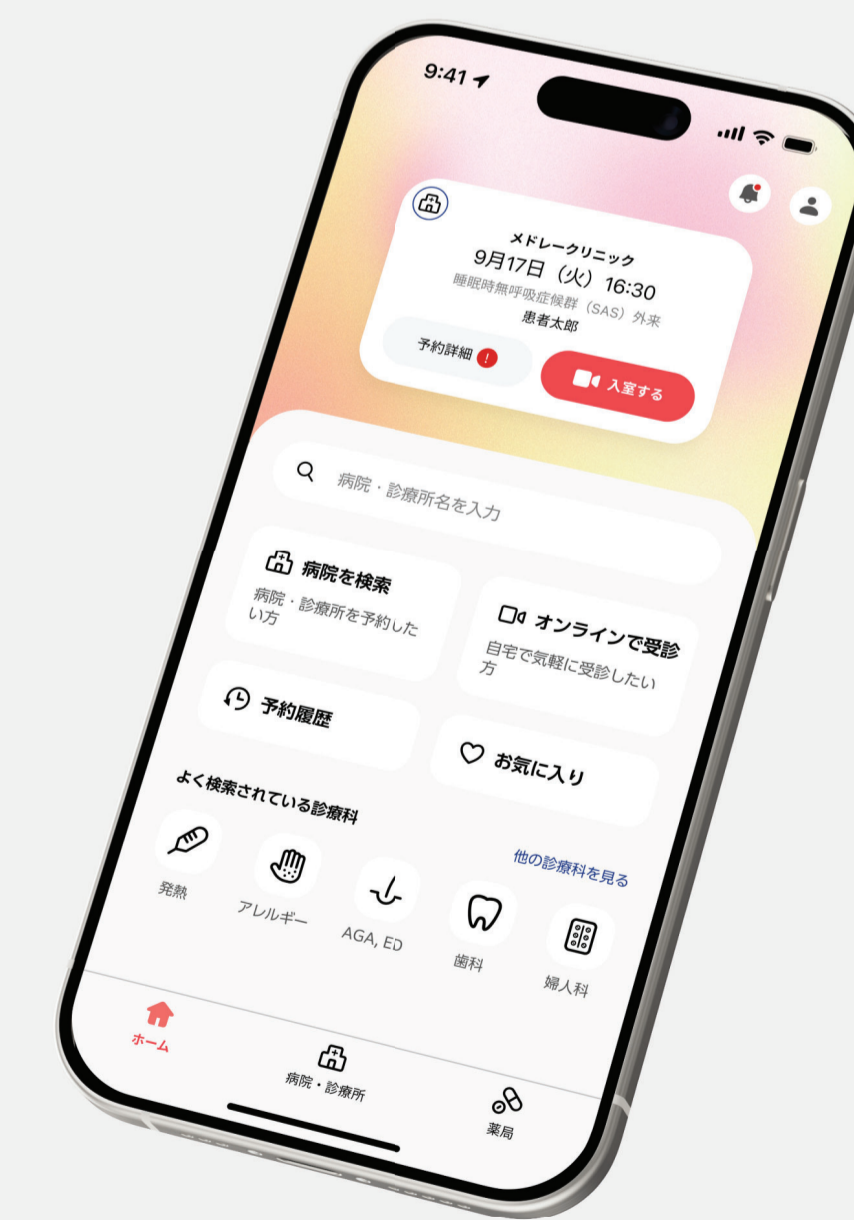 9:41
メドレークリニック
9月17日（火）16:30
睡眠時無呼吸症候群（SAS）外来
患者太郎
予約詳細 !
入室する
病院・診療所名を入力
病院を検索
病院・診療所を予約した
い方
オンラインで受診
自宅で気軽に受診したい
方
予約履歴
お気に入り
よく検索されている診療科
他の診療科を見る
発熱
アレルギー
AGA, ED
歯科
婦人科
ホーム
病院・診療所
薬局